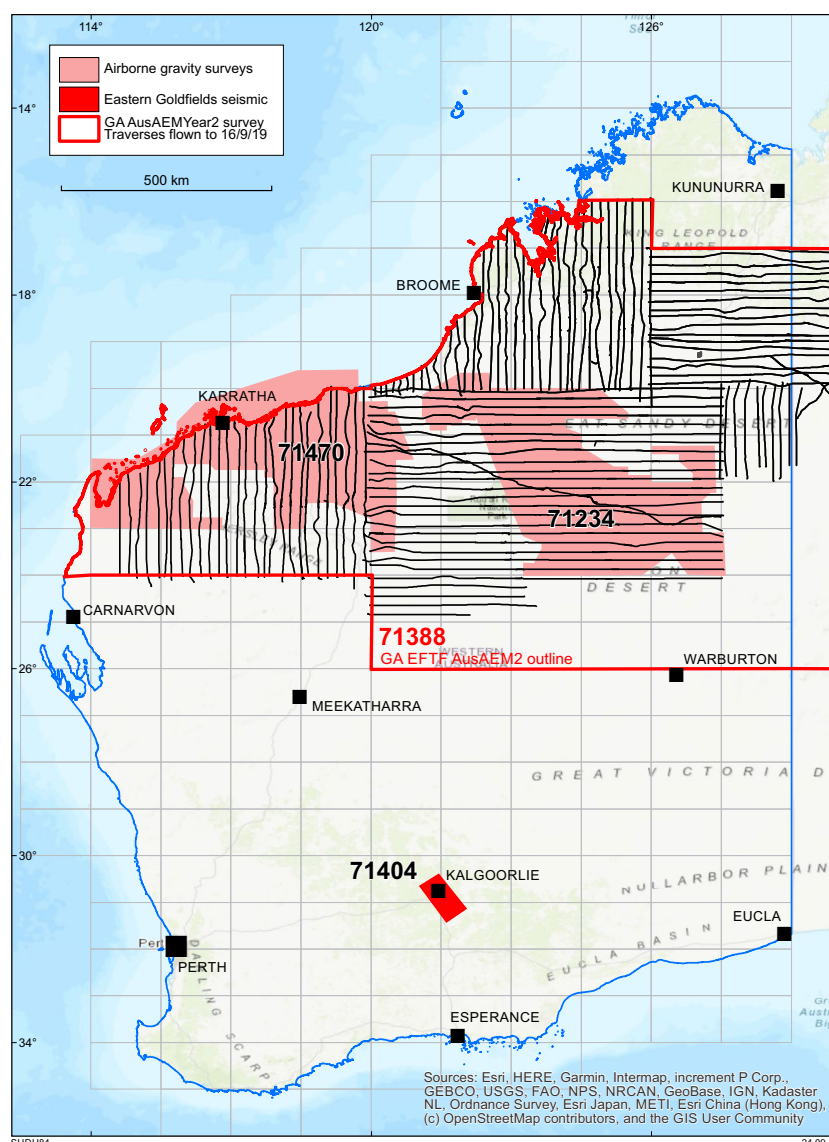 114°
120°
126°
Airborne gravity surveys
Eastern Goldfields seismic
GA AusAEMYear2 survey
Traverses flown to 16/9/19
500 km
14°
KUNUNURRA
KING LEOPOLD
RANGE
BROOME
18°
KARRATHA
71470
22°
71234
DESERT
CARNARVON
71388
GA EFTF AusAEM2 outline
WESTERN
AUSTRALIA
WARBURTON
26°
MEEKATHARRA
GREAT VICTORIA D
30°
71404
KALGOORLIE
NULLARBOR PLAIN
EUCLA
EUCLA BASIN
PERTH
DARLING SCARP
ESPERANCE
34°
Sources: Esri, HERE, Garmin, Intermap, increment P Corp.,
GEBCO, USGS, FAO, NPS, NRCAN, GeoBase, IGN, Kadaster
NL, Ordnance Survey, Esri Japan, METI, Esri China (Hong Kong),
(c) OpenStreetMap contributors, and the GIS User Community